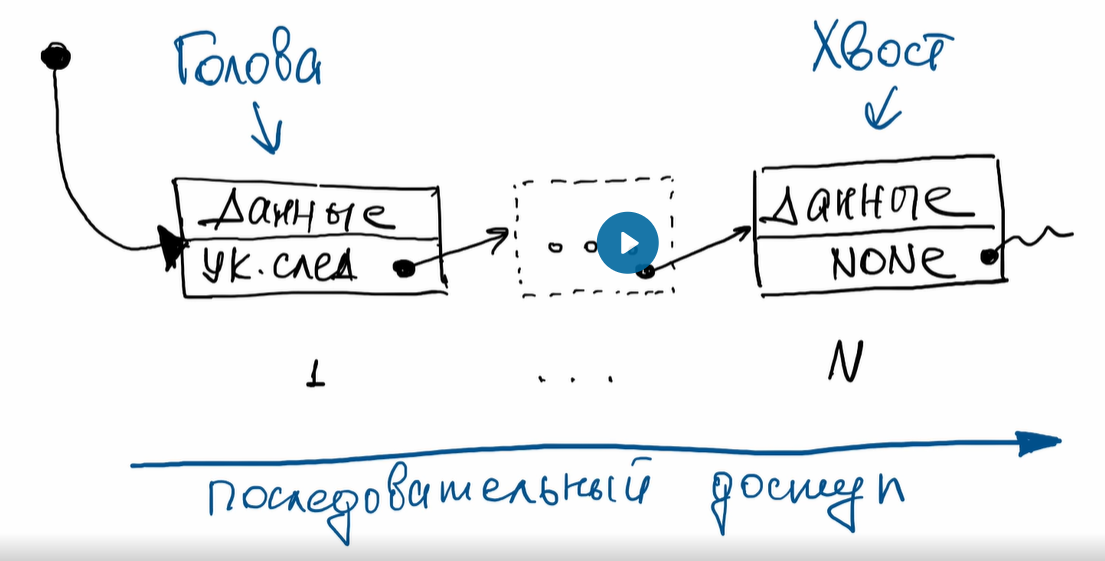 Голова
Хвост
Данные
ук.след
Данные
NONE
1
...
N
последовательный доступ